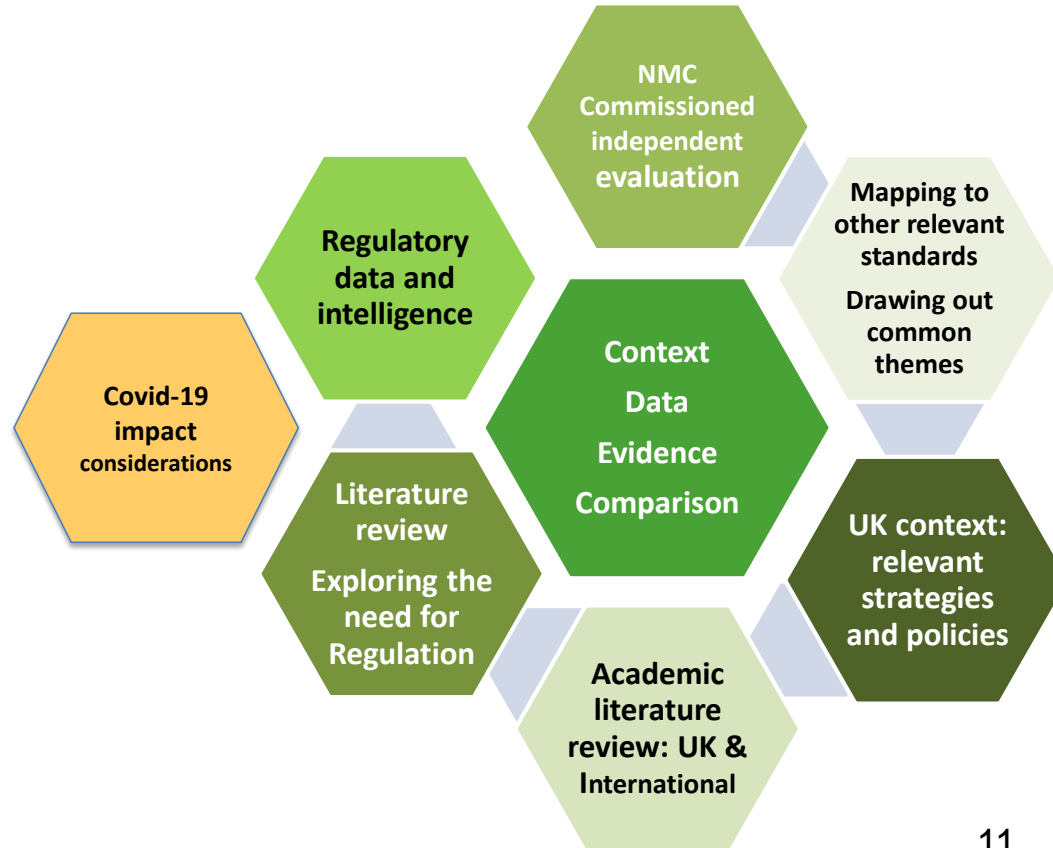 NMC
Commissioned
independent
evaluation
Mapping to
other relevant
standards
Drawing out
common
themes
Regulatory
data and
intelligence
Context
Data
Evidence
Comparison
Covid-19
impact
considerations
Literature
review
Exploring the
need for
Regulation
UK context:
relevant
strategies
and policies
Academic
literature
review: UK &
International
11